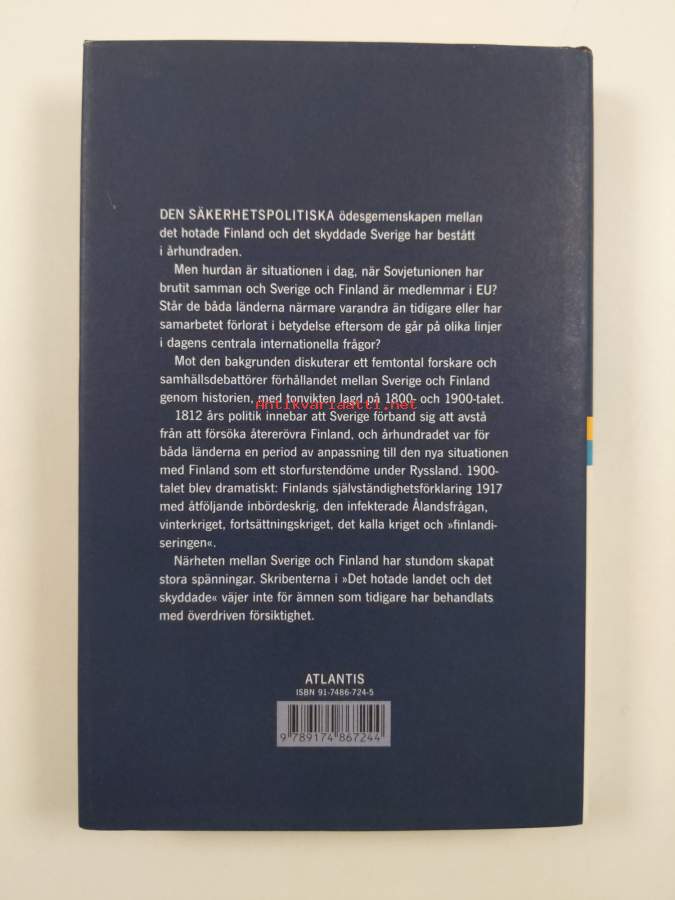 DEN SÄKERHETSPOLITISKA ödesgemenskapen mellan
det hotade Finland och det skyddade Sverige har bestått
i århundraden.
Men hurdan är situationen i dag, när Sovjetunionen har
brutit samman och Sverige och Finland är medlemmar i EU?
Står de båda länderna närmare varandra än tidigare eller har
samarbetet förlorat i betydelse eftersom de går på olika linjer
i dagens centrala internationella frågor?
Mot den bakgrunden diskuterar ett femtontal forskare och
samhällsdebattörer förhållandet mellan Sverige och Finland
genom historien, med tonvikten lagd på 1800- och 1900-talet.
Antikvariaatti.net
1812 års politik innebar att Sverige förband sig att avstå
från att försöka återerövra Finland, och århundradet var för
båda länderna en period av anpassning till den nya situationen
med Finland som ett storfurstendöme under Ryssland. 1900-
talet blev dramatiskt: Finlands självständighetsförklaring 1917
med åtföljande inbördeskrig, den infekterade Ålandsfrågan,
vinterkriget, fortsättningskriget, det kalla kriget och »finlandi-
seringen«.
Närheten mellan Sverige och Finland har stundom skapat
stora spänningar. Skribenterna i »Det hotade landet och det
skyddade« väjer inte för ämnen som tidigare har behandlats
med överdriven försiktighet.
ATLANTIS
ISBN 91-7486-724-5
9 789174 867244